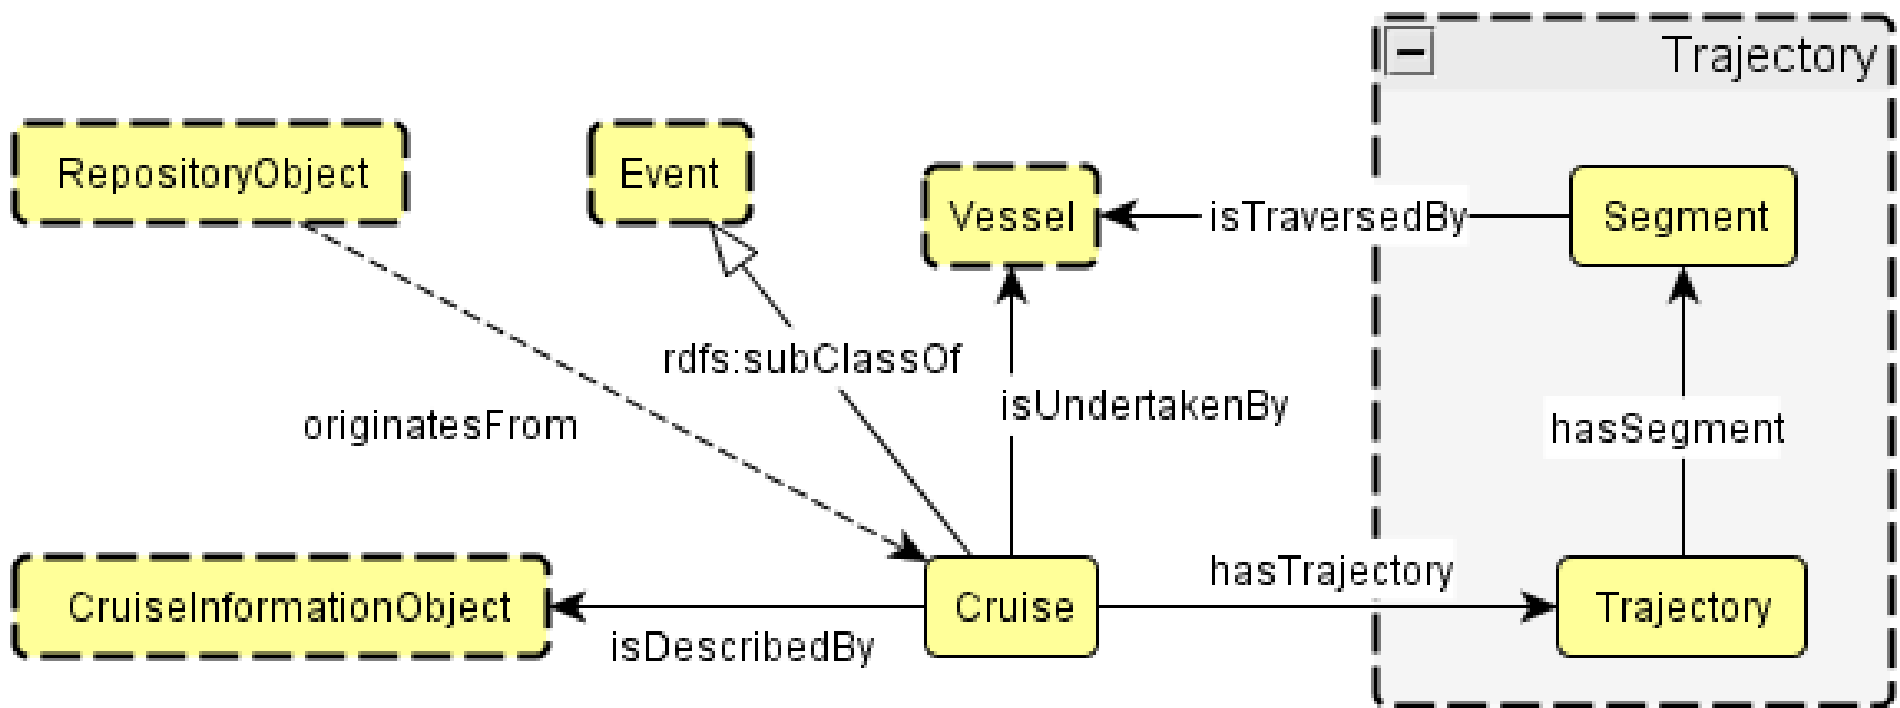 Trajectory
RepositoryObject
Event
Vessel
isTraversedBy
Segment
rdfs:subClassOf
isUndertakenBy
originatesFrom
hasSegment
hasTrajectory
CruiseInformationObject
Cruise
Trajectory
isDescribedBy